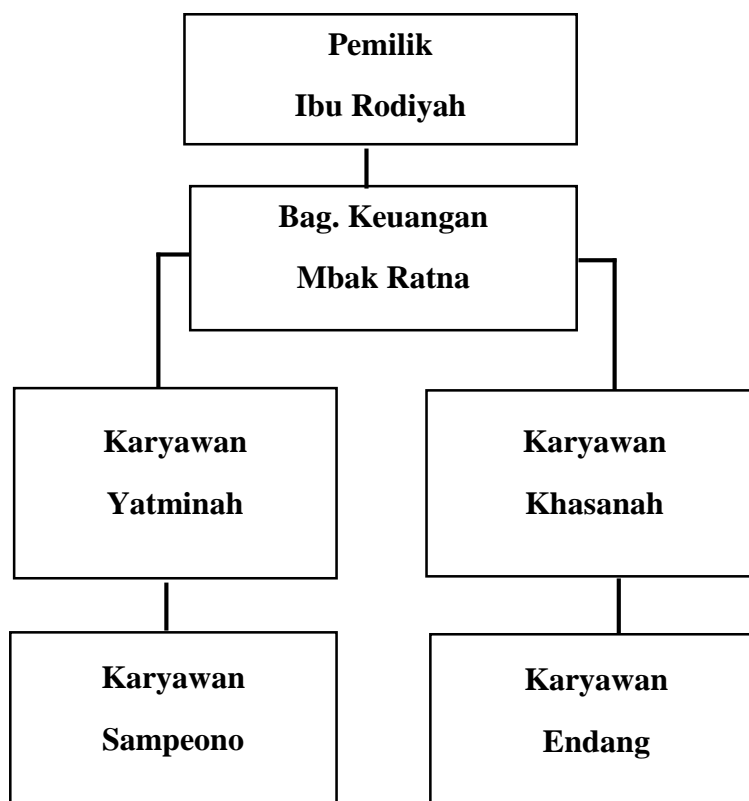 Pemilik
Ibu Rodiyah
Bag. Keuangan
Mbak Ratna
Karyawan
Yatminah
Karyawan
Khasanah
Karyawan
Sampeono
Karyawan
Endang